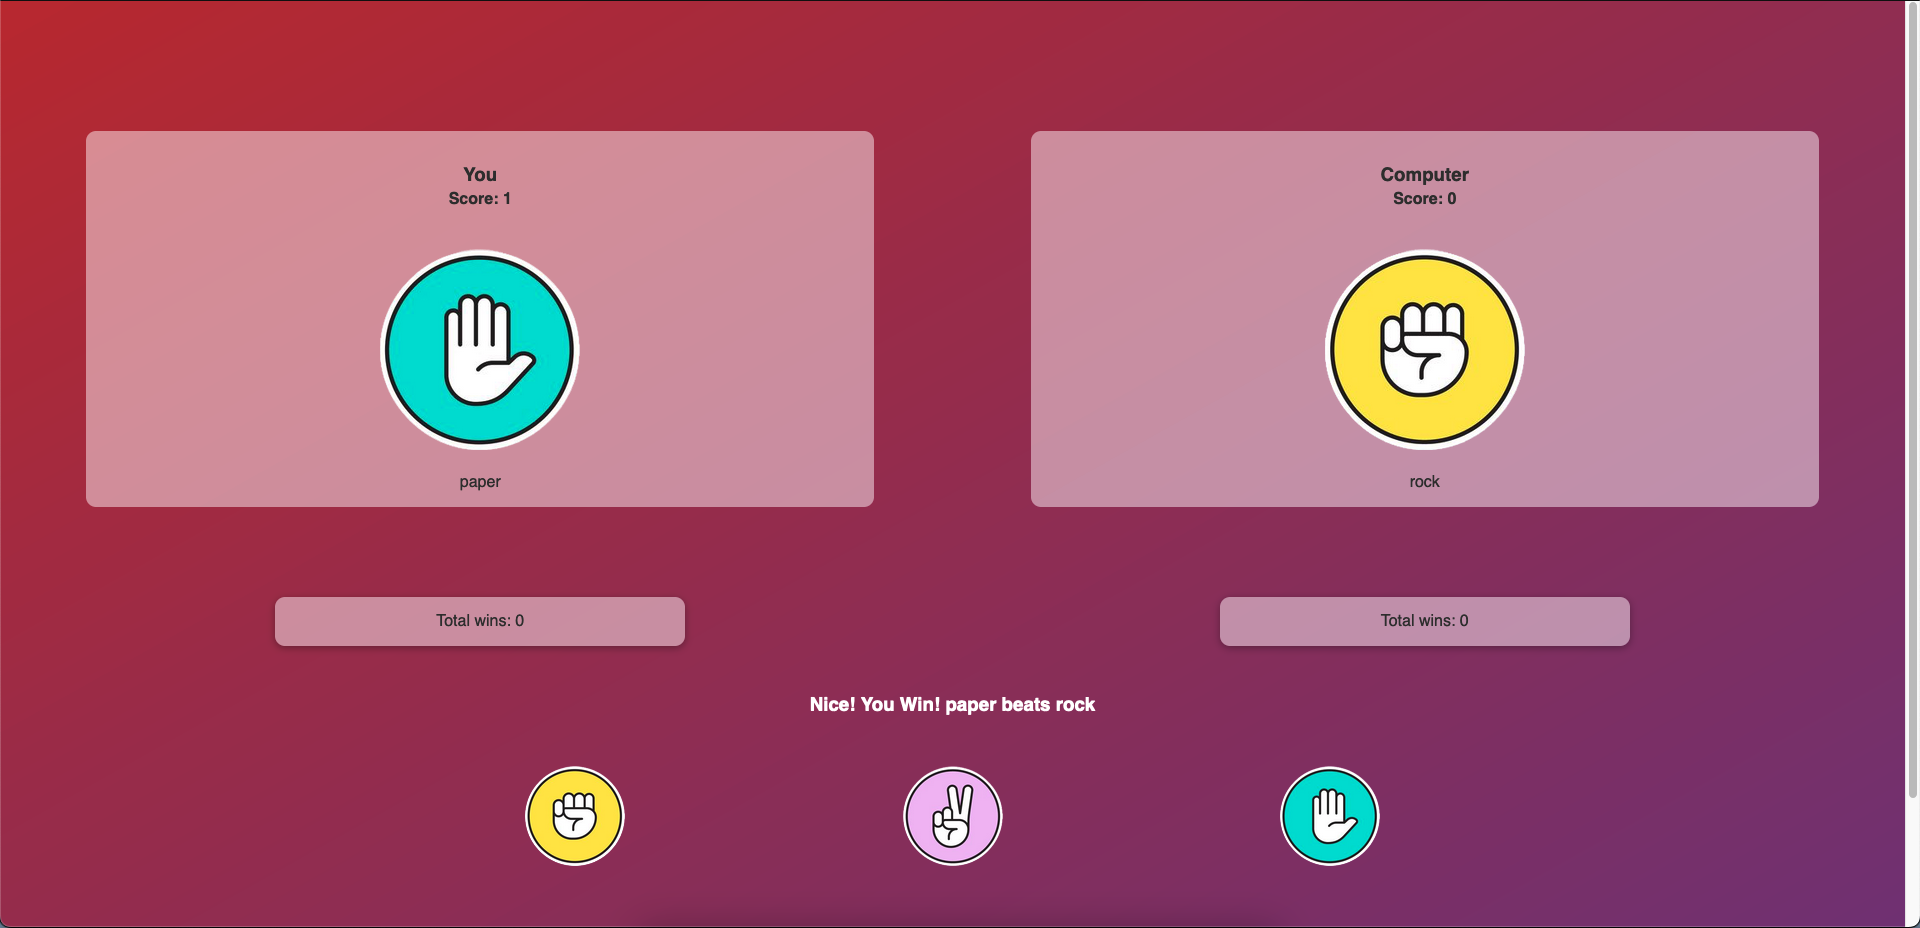 You
Score: 1
paper
Computer
Score: 0
rock
Total wins: 0
Total wins: 0
Nice! You Win! paper beats rock